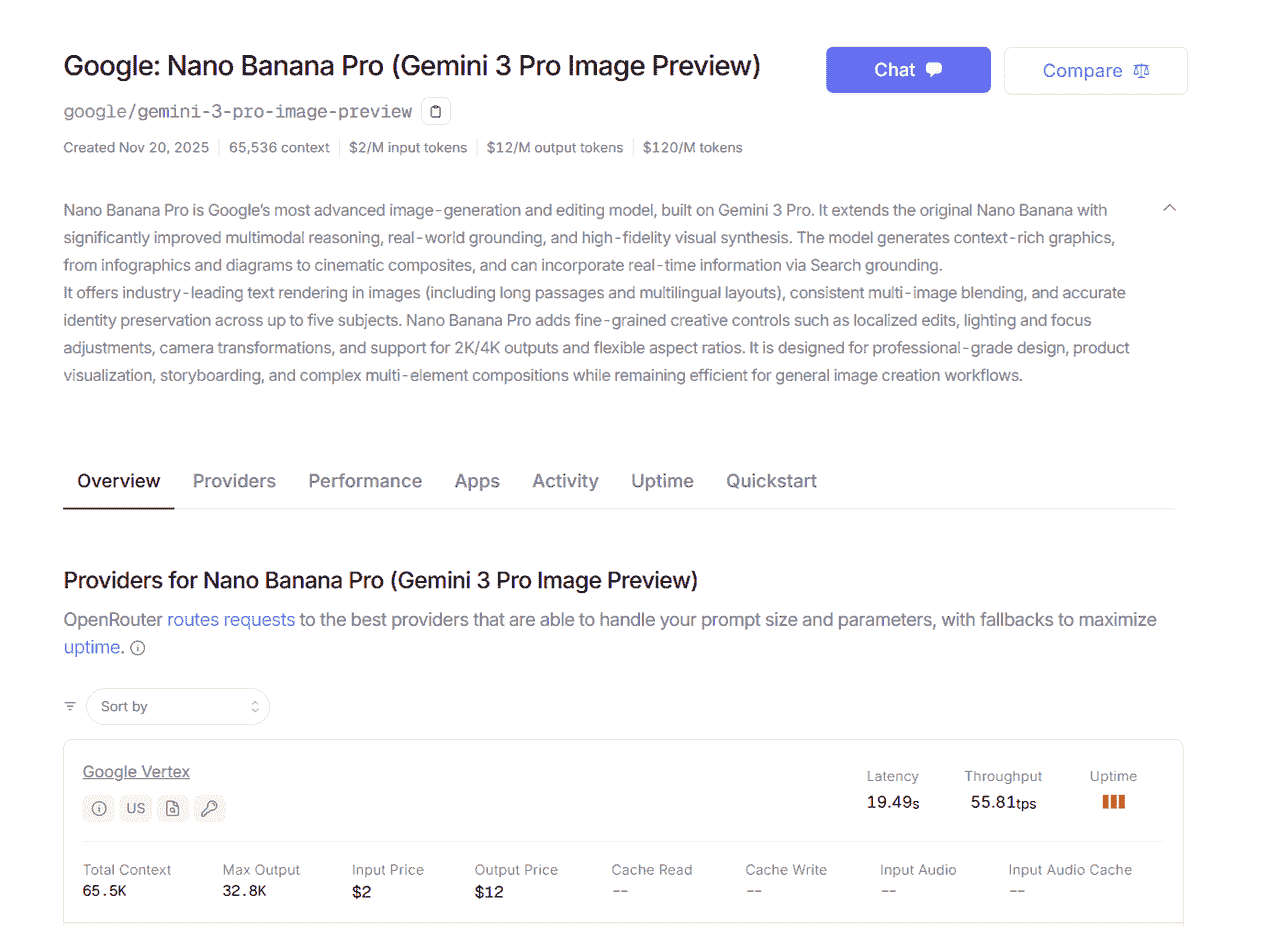 Google: Nano Banana Pro (Gemini 3 Pro Image Preview)
Chat
Compare
google/gemini-3-pro-image-preview
Created Nov 20, 2025 65,536 context $2/M input tokens $12/M output tokens $120/M tokens
Nano Banana Pro is Google's most advanced image-generation and editing model, built on Gemini 3 Pro. It extends the original Nano Banana with
significantly improved multimodal reasoning, real-world grounding, and high-fidelity visual synthesis. The model generates context-rich graphics,
from infographics and diagrams to cinematic composites, and can incorporate real-time information via Search grounding.
It offers industry-leading text rendering in images (including long passages and multilingual layouts), consistent multi-image blending, and accurate
identity preservation across up to five subjects. Nano Banana Pro adds fine-grained creative controls such as localized edits, lighting and focus
adjustments, camera transformations, and support for 2K/4K outputs and flexible aspect ratios. It is designed for professional-grade design, product
visualization, storyboarding, and complex multi-element compositions while remaining efficient for general image creation workflows.
Overview Providers Performance Apps Activity Uptime Quickstart
Providers for Nano Banana Pro (Gemini 3 Pro Image Preview)
OpenRouter routes requests to the best providers that are able to handle your prompt size and parameters, with fallbacks to maximize
uptime.
Sort by
Google Vertex
US
Latency Throughput Uptime
19.49s 55.81tps
Total Context Max Output Input Price Output Price Cache Read Cache Write Input Audio Input Audio Cache
65.5K 32.8K $2 $12 -- -- -- --